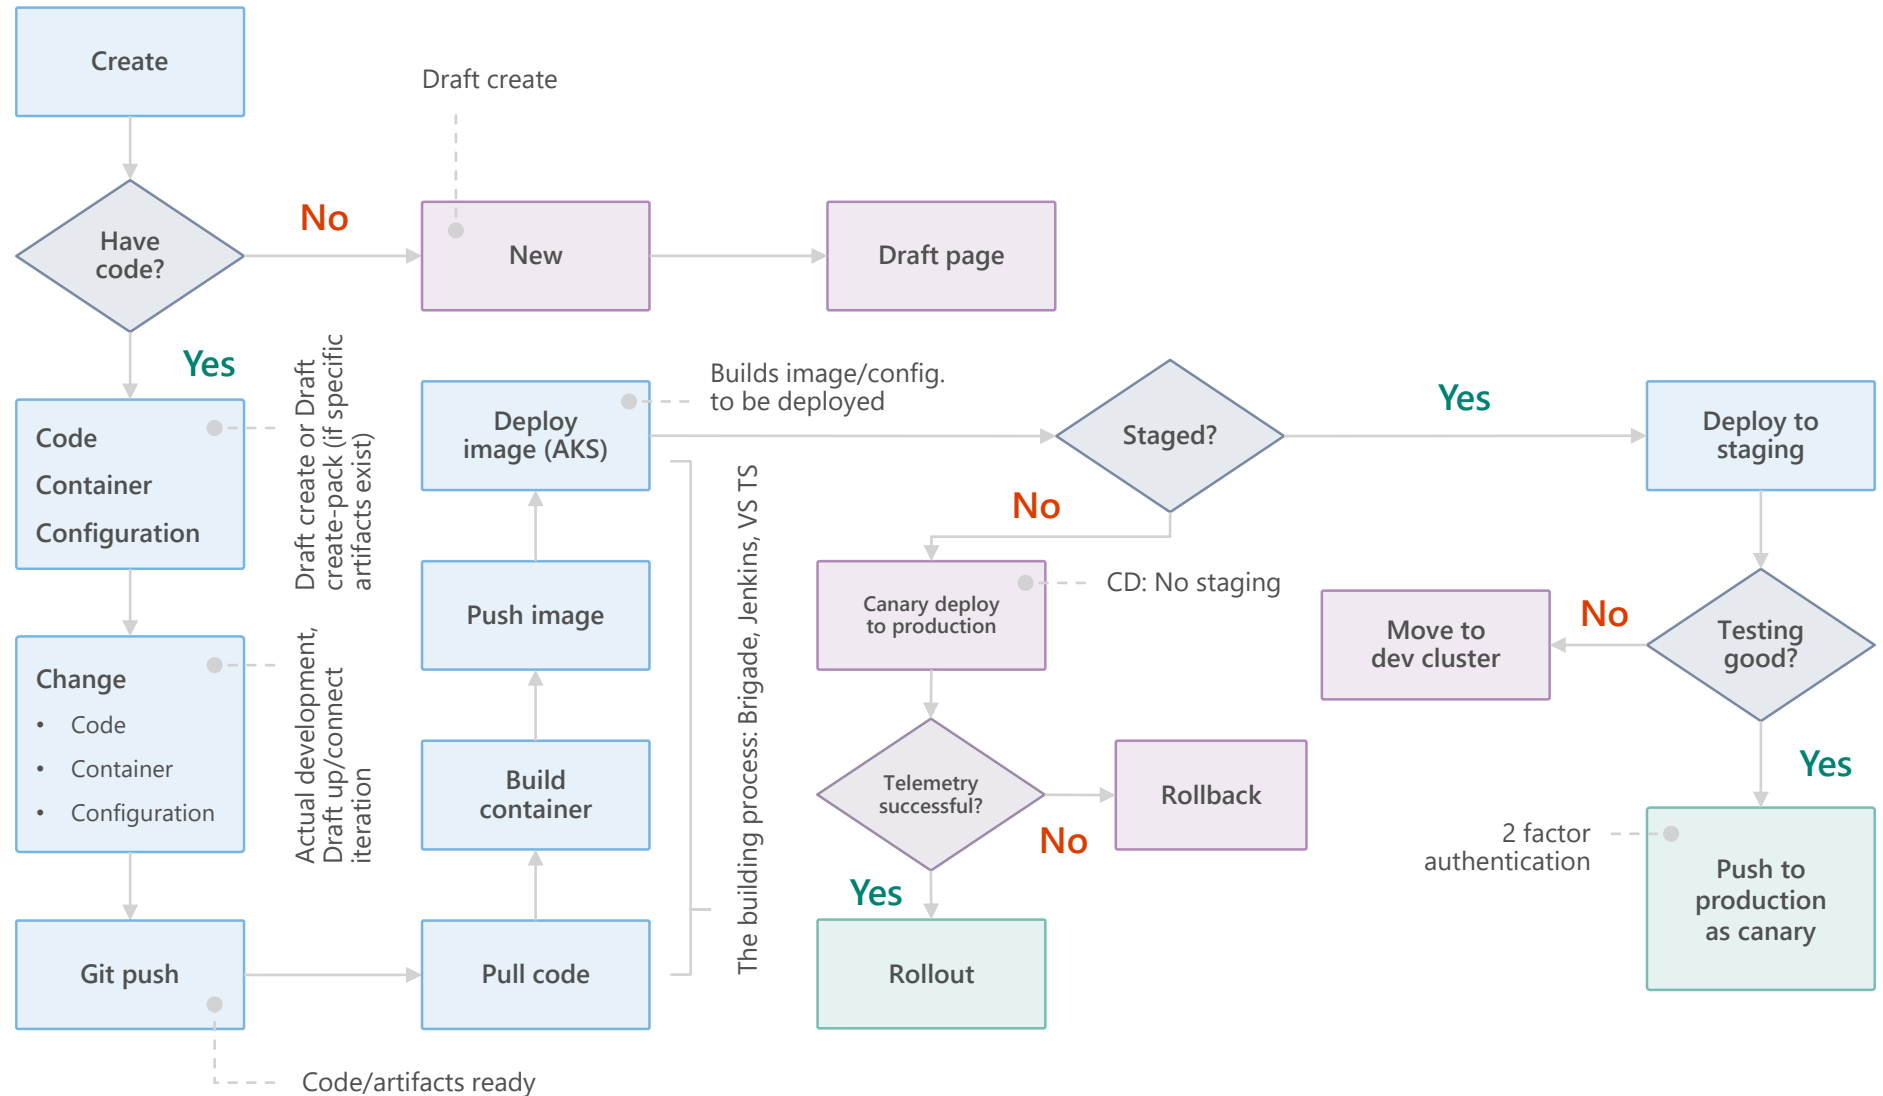 Create
Draft create
Have
code?
No
New
Draft page
Yes
Code
Container
Configuration
Draft create or Draft
create-pack (if specific
artifacts exist)
Change
• Code
• Container
• Configuration
Actual development,
Draft up/connect
iteration
Git push
Code/artifacts ready
Pull code
Build
container
Push image
Deploy
image (AKS)
Builds image/config.
to be deployed
The building process: Brigade, Jenkins, VS TS
Staged?
No
Canary deploy
to production
CD: No staging
Telemetry
successful?
No
Rollback
Yes
Rollout
Yes
Deploy to
staging
Testing
good?
No
Move to
dev cluster
Yes
2 factor
authentication
Push to
production
as canary